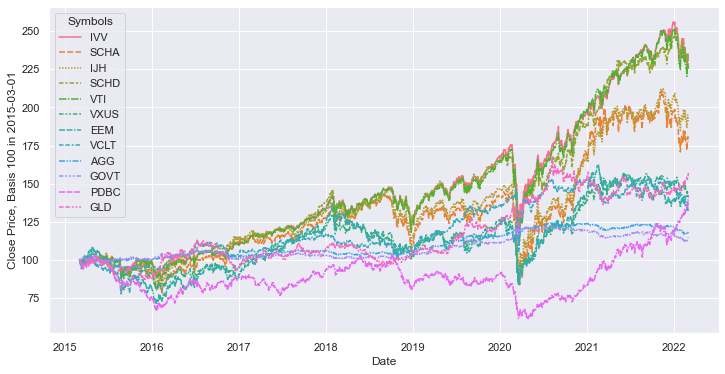 Symbols
IVV
SCHA
IJH
SCHD
VTI
VXUS
EEM
VCLT
AGG
GOVT
PDBC
GLD
Close Price, Basis 100 in 2015-03-01
250
225
200
175
150
125
100
75
2015 2016 2017 2018 2019 2020 2021 2022
Date